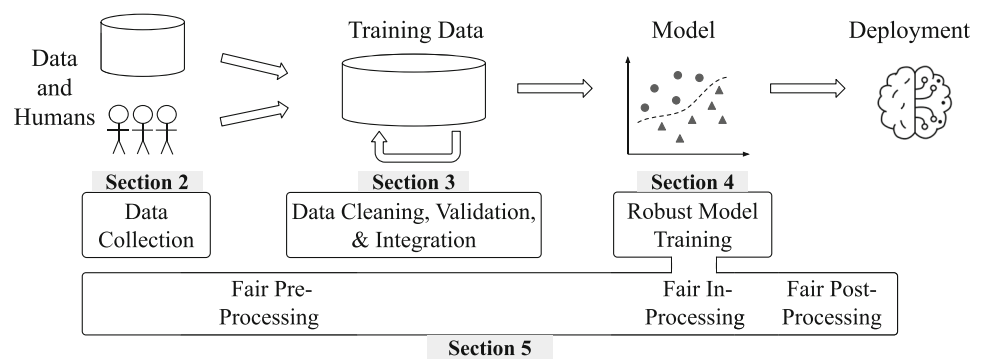 Data
and
Humans
Training Data
Model
Deployment
Section 2
Data
Collection
Section 3
Data Cleaning, Validation,
& Integration
Section 4
Robust Model
Training
Fair Pre-
Processing
Fair In-
Processing
Fair Post-
Processing
Section 5